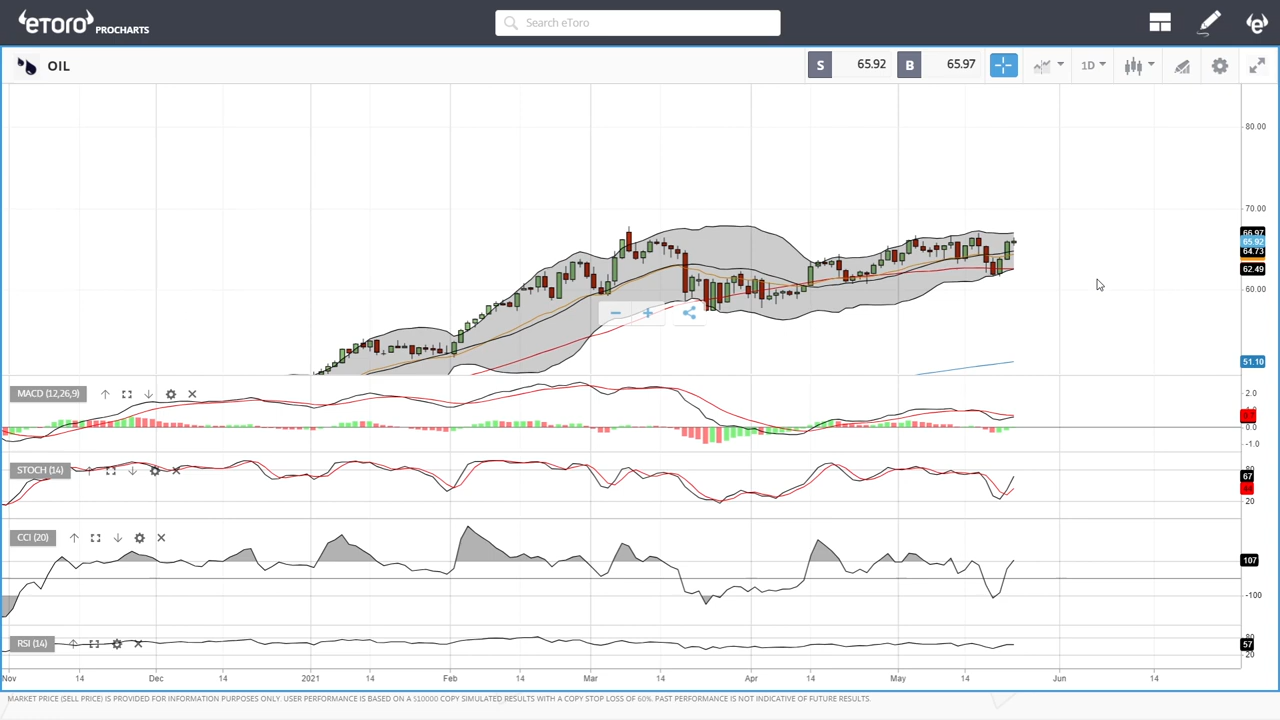 eTORO PROCHARTS
Search eToro
OIL
S 65.92 B 65.97
1D
80.00
70.00
66.97
65.92
64.73
62.49
60.00
51.10
MACD (12,26,9)
2.0
0.0
-1.0
STOCH (14)
80
67
20
CCI (20)
107
-100
RSI (14)
80
57
20
Nov 14 Dec 14 2021 14 Feb 14 Mar 14 Apr 14 May 14 Jun 14
MARKET PRICE (SELL PRICE) IS PROVIDED FOR INFORMATION PURPOSES ONLY. USER PERFORMANCE IS BASED ON A $10000 COPY SIMULATED RESULTS WITH A COPY STOP LOSS OF 60%. PAST PERFORMANCE IS NOT INDICATIVE OF FUTURE RESULTS.